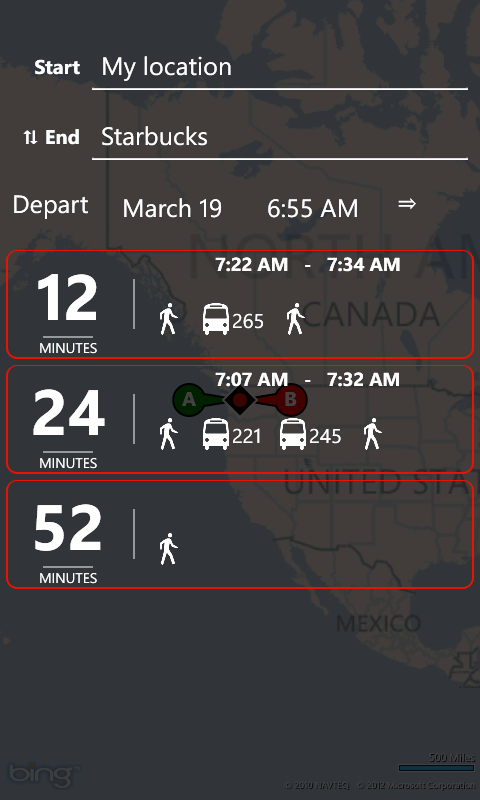 Start My location
⇅ End Starbucks
Depart March 19 6:55 AM ⇒
NORTH AM
7:22 AM - 7:34 AM
12
MINUTES
265
CANADA
7:07 AM - 7:32 AM
A B
24
MINUTES
221 245
UNITED STAT
52
MINUTES
MEXICO
500 Miles
bing™
© 2010 NAVTEQ © 2012 Microsoft Corporation